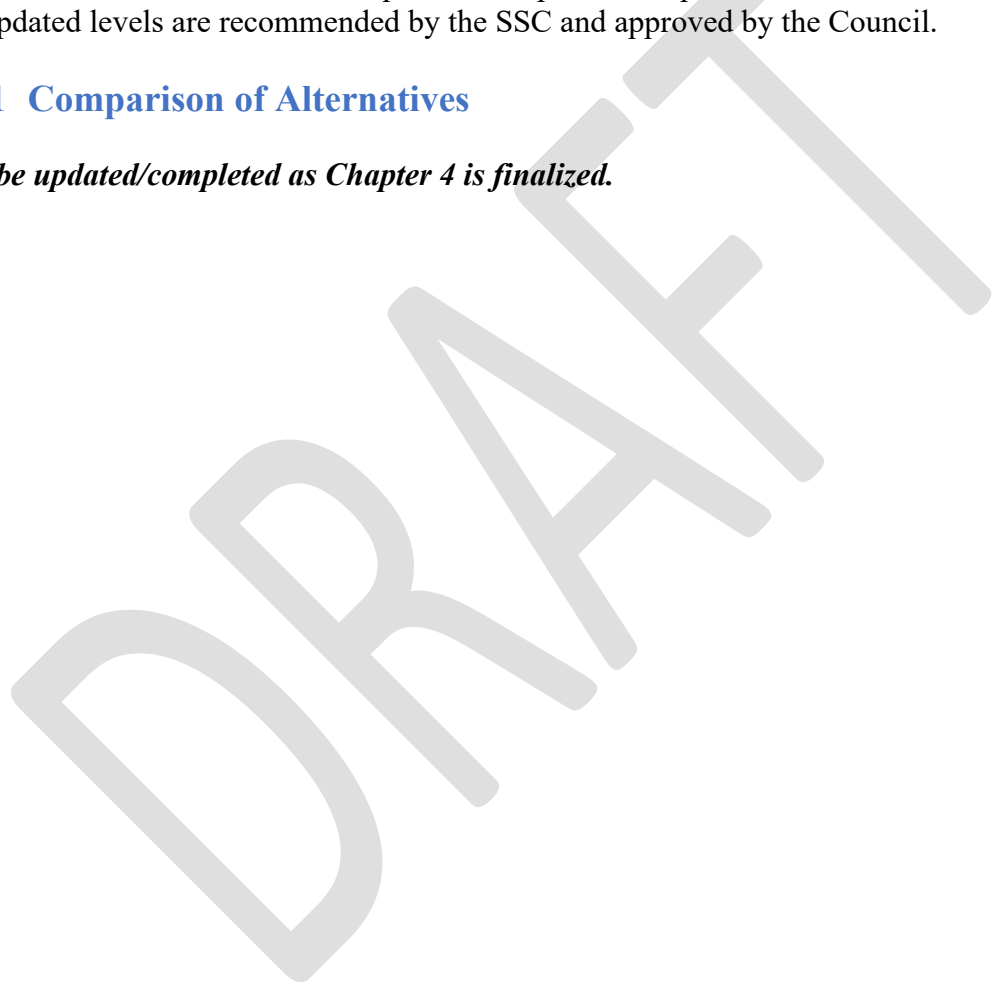 updated levels are recommended by the SSC and approved by the Council.
1 Comparison of Alternatives
be updated/completed as Chapter 4 is finalized.
DRAFT